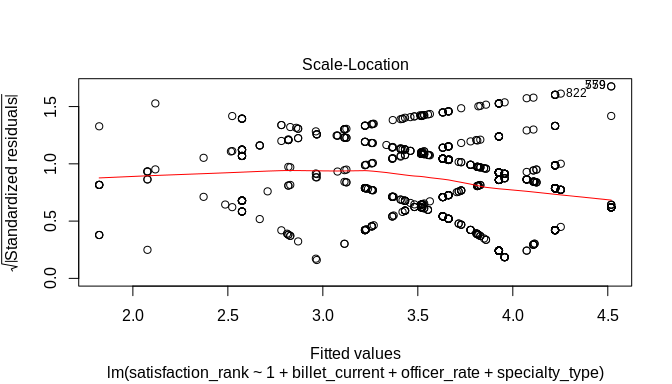 Scale-Location
√|Standardized residuals|
0.0 0.5 1.0 1.5
822
2.0 2.5 3.0 3.5 4.0 4.5
Fitted values
lm(satisfaction_rank ~ 1 + billet_current + officer_rate + specialty_type)